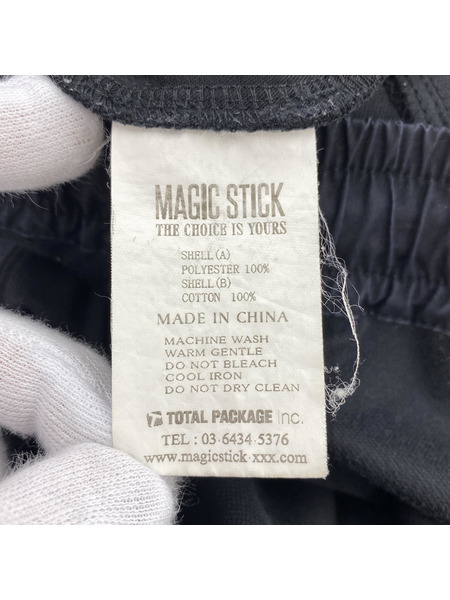 MAGIC STICK
THE CHOICE IS YOURS
SHELL(A)
POLYESTER 100%
SHELL(B)
COTTON 100%
MADE IN CHINA
MACHINE WASH
WARM GENTLE
DO NOT BLEACH
COOL IRON
DO NOT DRY CLEAN
TOTAL PACKAGE inc.
TEL : 03·6434·5376
www.magicstick·xxx.com